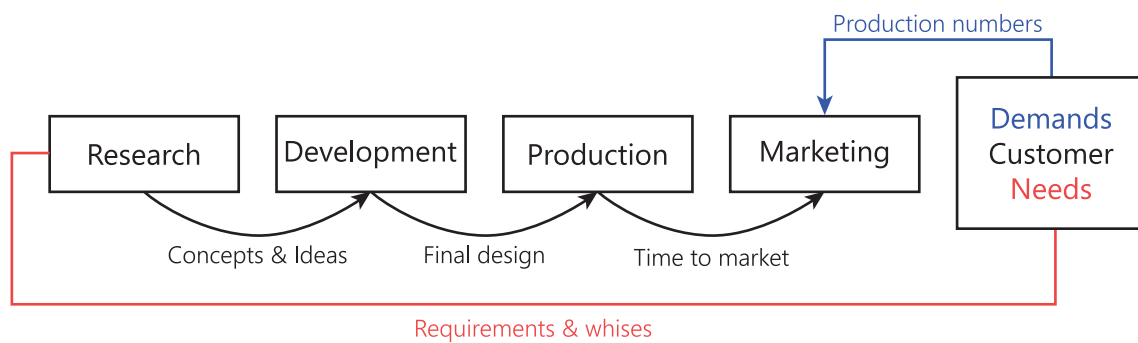 Production numbers
Research
Development
Production
Marketing
Demands
Customer
Needs
Concepts & Ideas
Final design
Time to market
Requirements & whises